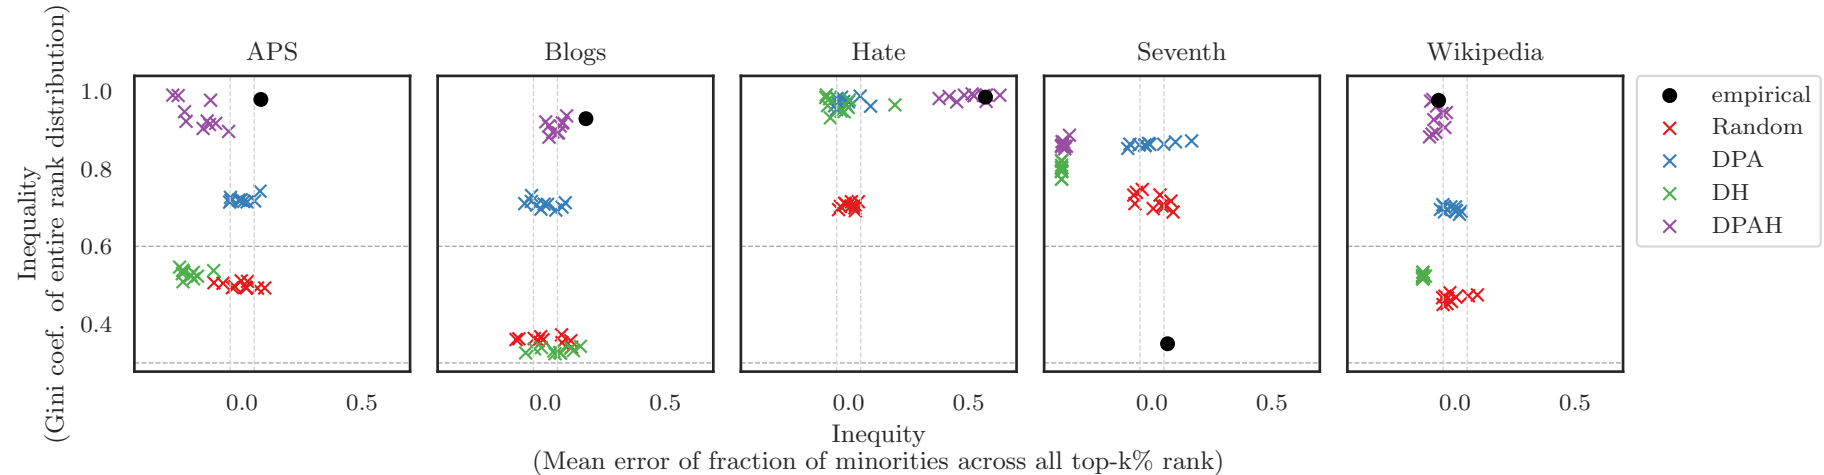 APS
Blogs
Hate
Seventh
Wikipedia
Inequality
(Gini coef. of entire rank distribution)
1.0
0.8
0.6
0.4
0.0 0.5
0.0 0.5
0.0 0.5
0.0 0.5
0.0 0.5
Inequity
(Mean error of fraction of minorities across all top-k% rank)
empirical
Random
DPA
DH
DPAH